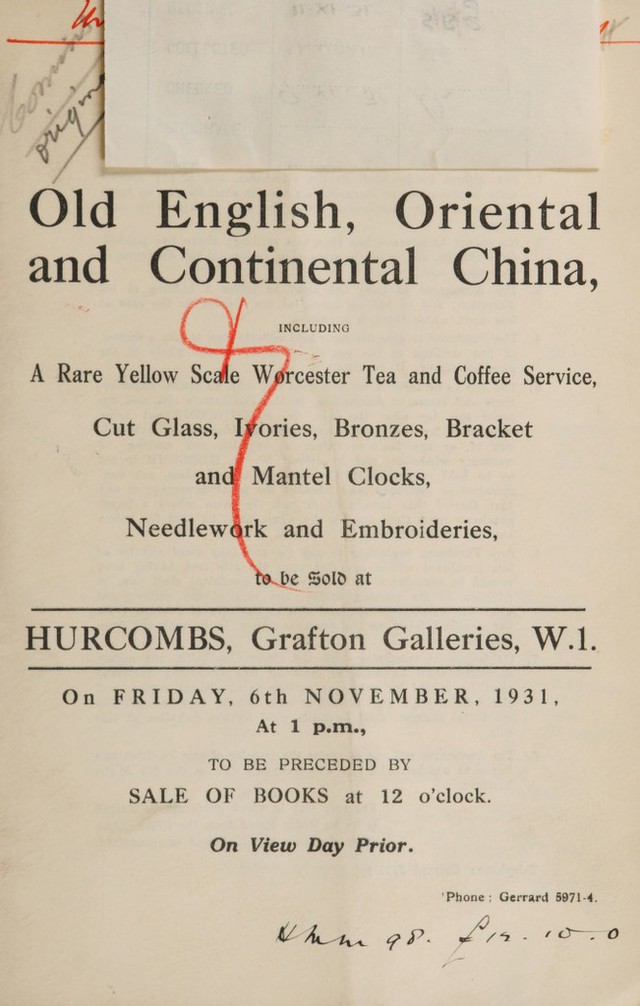 origin
Old English, Oriental
and Continental China,
INCLUDING
A Rare Yellow Scale Worcester Tea and Coffee Service,
Cut Glass, Ivories, Bronzes, Bracket
and Mantel Clocks,
Needlework and Embroideries,
to be Sold at
HURCOMBS, Grafton Galleries, W.1.
On FRIDAY, 6th NOVEMBER, 1931,
At 1 p.m.,
TO BE PRECEDED BY
SALE OF BOOKS at 12 o'clock.
On View Day Prior.
'Phone: Gerrard 5971-4.
98.